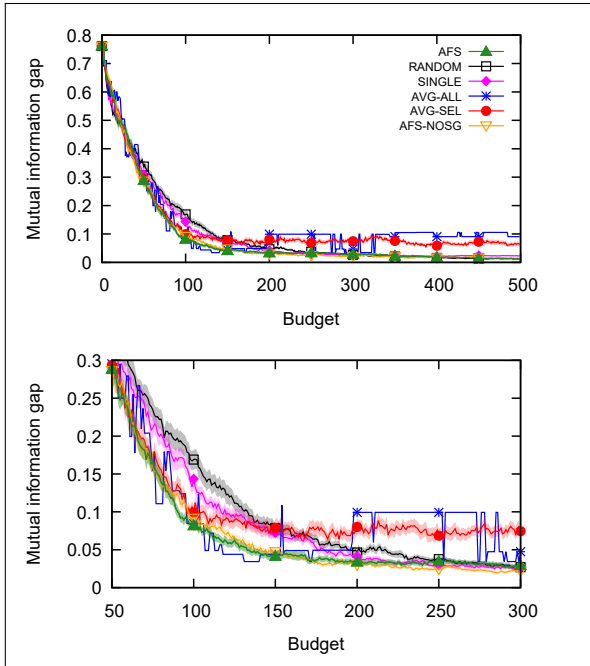 Mutual information gap
0.8
0.7
0.6
0.5
0.4
0.3
0.2
0.1
0
AFS
RANDOM
SINGLE
AVG-ALL
AVG-SEL
AFS-NOSG
0 100 200 300 400 500
Budget
Mutual information gap
0.3
0.25
0.2
0.15
0.1
0.05
0
50 100 150 200 250 300
Budget